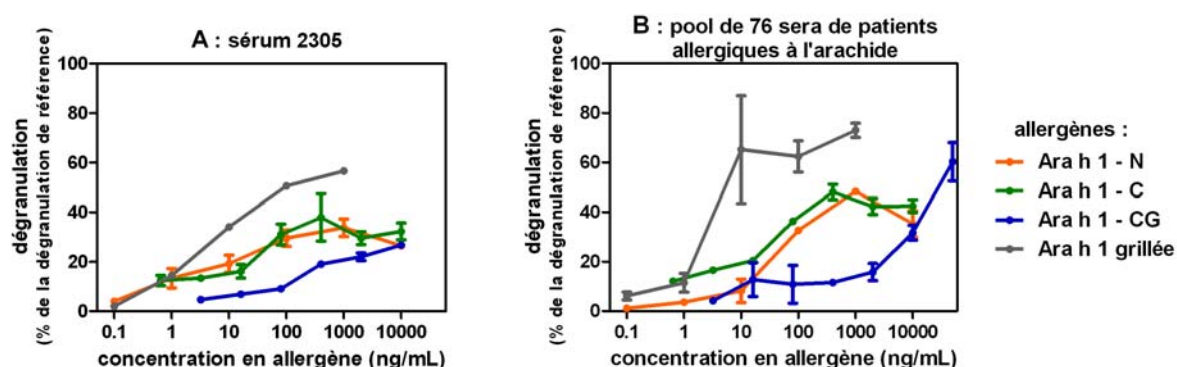 A : sérum 2305
dégranulation
(% de la dégranulation de référence)
100
80
60
40
20
0
0.1 1 10 100 1000 10000
concentration en allergène (ng/mL)
B : pool de 76 sera de patients
allergiques à l'arachide
dégranulation
(% de la dégranulation de référence)
100
80
60
40
20
0
0.1 1 10 100 1000 10000
concentration en allergène (ng/mL)
allergènes :
Ara h 1 - N
Ara h 1 - C
Ara h 1 - CG
Ara h 1 grillée